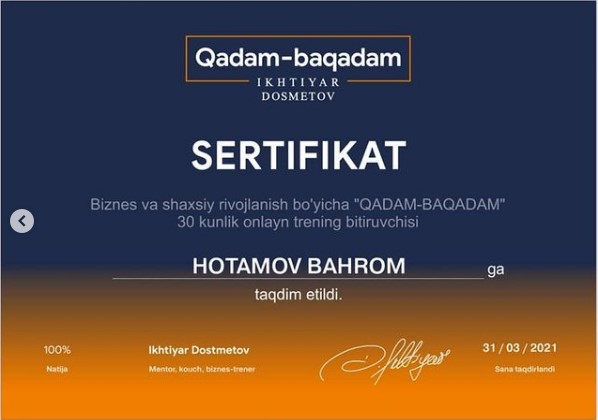 Qadam-baqadam
IKHTIYAR
DOSMETOV
SERTIFIKAT
Biznes va shaxsiy rivojlanish bo'yicha "QADAM-BAQADAM"
30 kunlik onlayn trening bitiruvchisi
HOTAMOV BAHROM ga
taqdim etildi.
100%
Natija
Ikhtiyar Dostmetov
Mentor, kouch, biznes-trener
31 / 03 / 2021
Sana taqdirlandi